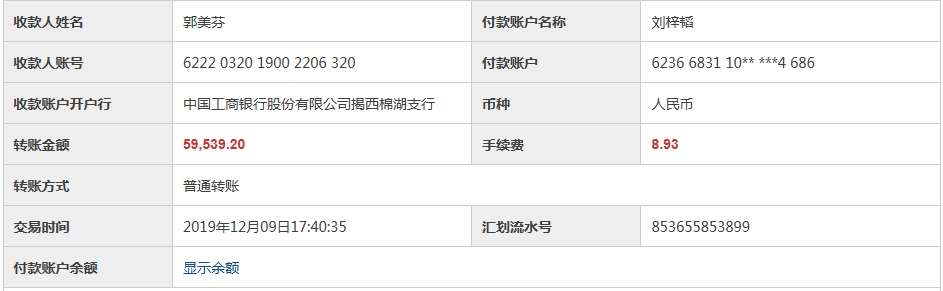 收款人姓名 郭美芬 付款账户名称 刘梓韬
收款人账号 6222 0320 1900 2206 320 付款账户 6236 6831 10** ***4 686
收款账户开户行 中国工商银行股份有限公司揭西棉湖支行 币种 人民币
转账金额 59,539.20 手续费 8.93
转账方式 普通转账
交易时间 2019年12月09日17:40:35 汇划流水号 853655853899
付款账户余额 显示余额